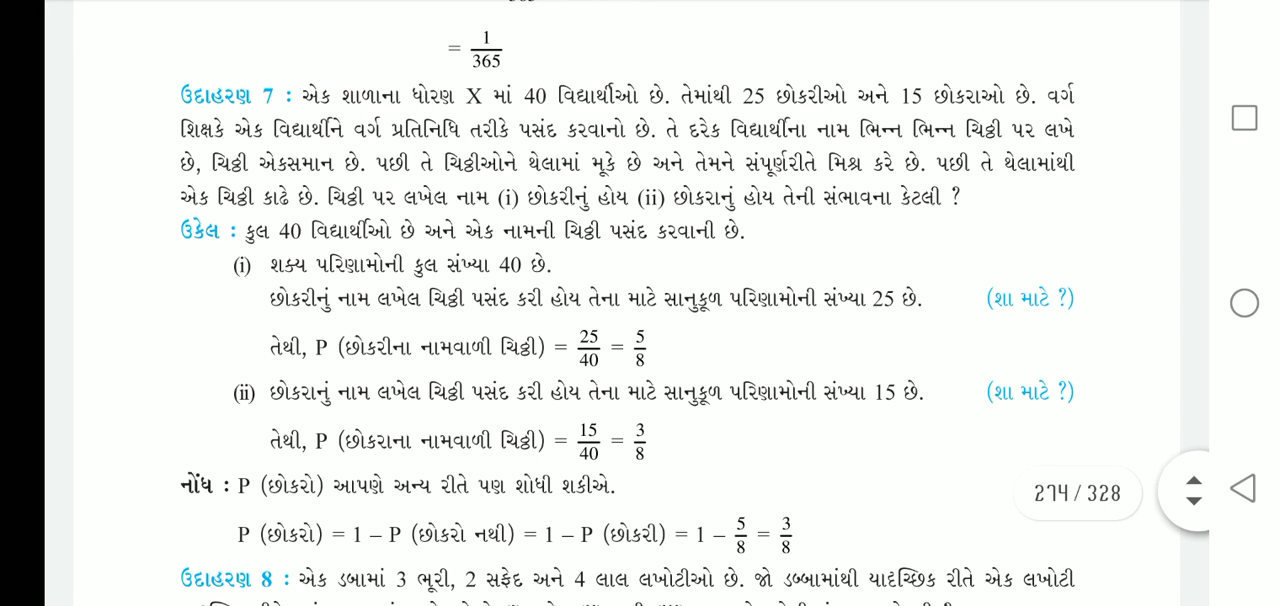 = 1/365
ઉદાહરણ 7 : એક શાળાના ધોરણ X માં 40 વિદ્યાર્થીઓ છે. તેમાંથી 25 છોકરીઓ અને 15 છોકરાઓ છે. વર્ગ
શિક્ષકે એક વિદ્યાર્થીને વર્ગ પ્રતિનિધિ તરીકે પસંદ કરવાનો છે. તે દરેક વિદ્યાર્થીના નામ ભિન્ન ભિન્ન ચિઠ્ઠી પર લખે
છે, ચિઠ્ઠી એકસમાન છે. પછી તે ચિઠ્ઠીઓને થેલામાં મૂકે છે અને તેમને સંપૂર્ણરીતે મિશ્ર કરે છે. પછી તે થેલામાંથી
એક ચિઠ્ઠી કાઢે છે. ચિઠ્ઠી પર લખેલ નામ (i) છોકરીનું હોય (ii) છોકરાનું હોય તેની સંભાવના કેટલી ?
ઉકેલ : કુલ 40 વિદ્યાર્થીઓ છે અને એક નામની ચિઠ્ઠી પસંદ કરવાની છે.
(i) શક્ય પરિણામોની કુલ સંખ્યા 40 છે.
છોકરીનું નામ લખેલ ચિઠ્ઠી પસંદ કરી હોય તેના માટે સાનુકૂળ પરિણામોની સંખ્યા 25 છે. (શા માટે ?)
તેથી, P (છોકરીના નામવાળી ચિઠ્ઠી) = 25/40 = 5/8
(ii) છોકરાનું નામ લખેલ ચિઠ્ઠી પસંદ કરી હોય તેના માટે સાનુકૂળ પરિણામોની સંખ્યા 15 છે. (શા માટે ?)
તેથી, P (છોકરાના નામવાળી ચિઠ્ઠી) = 15/40 = 3/8
નોંધ : P (છોકરો) આપણે અન્ય રીતે પણ શોધી શકીએ.
274/328
P (છોકરો) = 1 – P (છોકરો નથી) = 1 – P (છોકરી) = 1 – 5/8 = 3/8
ઉદાહરણ 8 : એક ડબામાં 3 ભૂરી, 2 સફેદ અને 4 લાલ લખોટીઓ છે. જો ડબ્બામાંથી યાદૃચ્છિક રીતે એક લખોટી